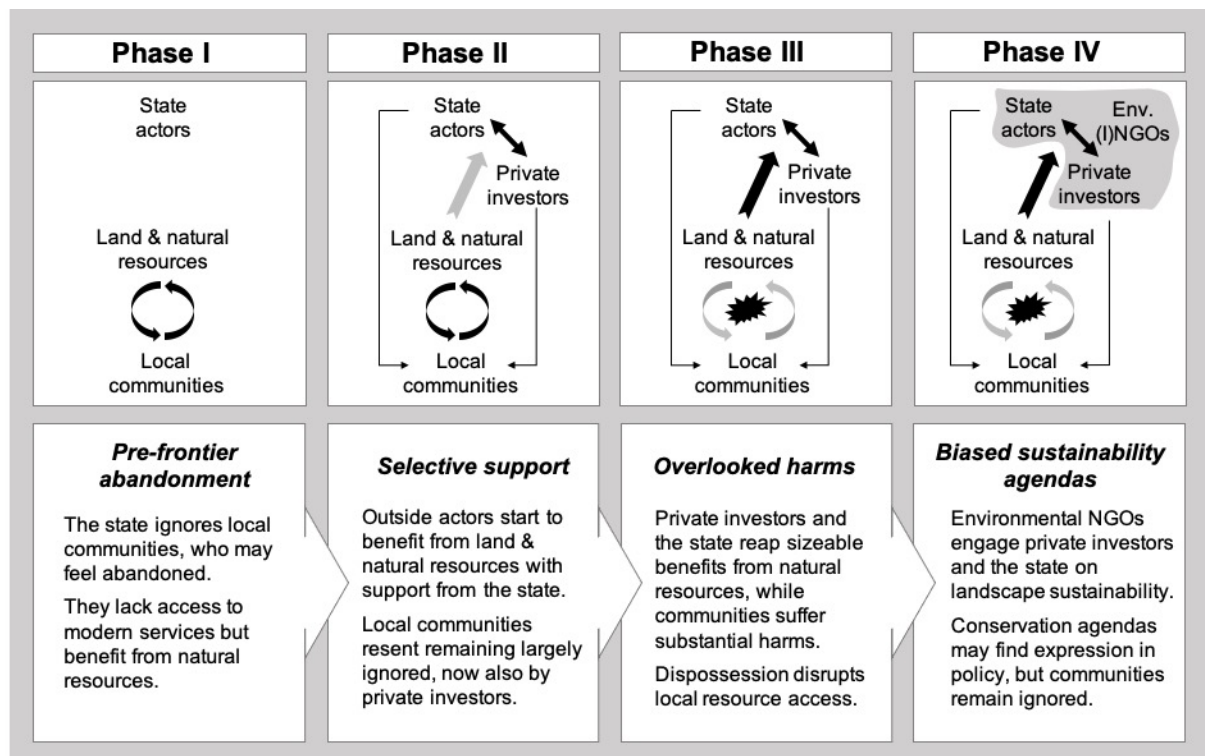 Phase I
State
actors
Land & natural
resources
Local
communities
Pre-frontier
abandonment
The state ignores local
communities, who may
feel abandoned.
They lack access to
modern services but
benefit from natural
resources.
Phase II
State
actors
Private
investors
Land & natural
resources
Local
communities
Selective support
Outside actors start to
benefit from land &
natural resources with
support from the state.
Local communities
resent remaining largely
ignored, now also by
private investors.
Phase III
State
actors
Private
investors
Land & natural
resources
Local
communities
Overlooked harms
Private investors and
the state reap sizeable
benefits from natural
resources, while
communities suffer
substantial harms.
Dispossession disrupts
local resource access.
Phase IV
State
actors
Env.
(I)NGOs
Private
investors
Land & natural
resources
Local
communities
Biased sustainability
agendas
Environmental NGOs
engage private investors
and the state on
landscape sustainability.
Conservation agendas
may find expression in
policy, but communities
remain ignored.